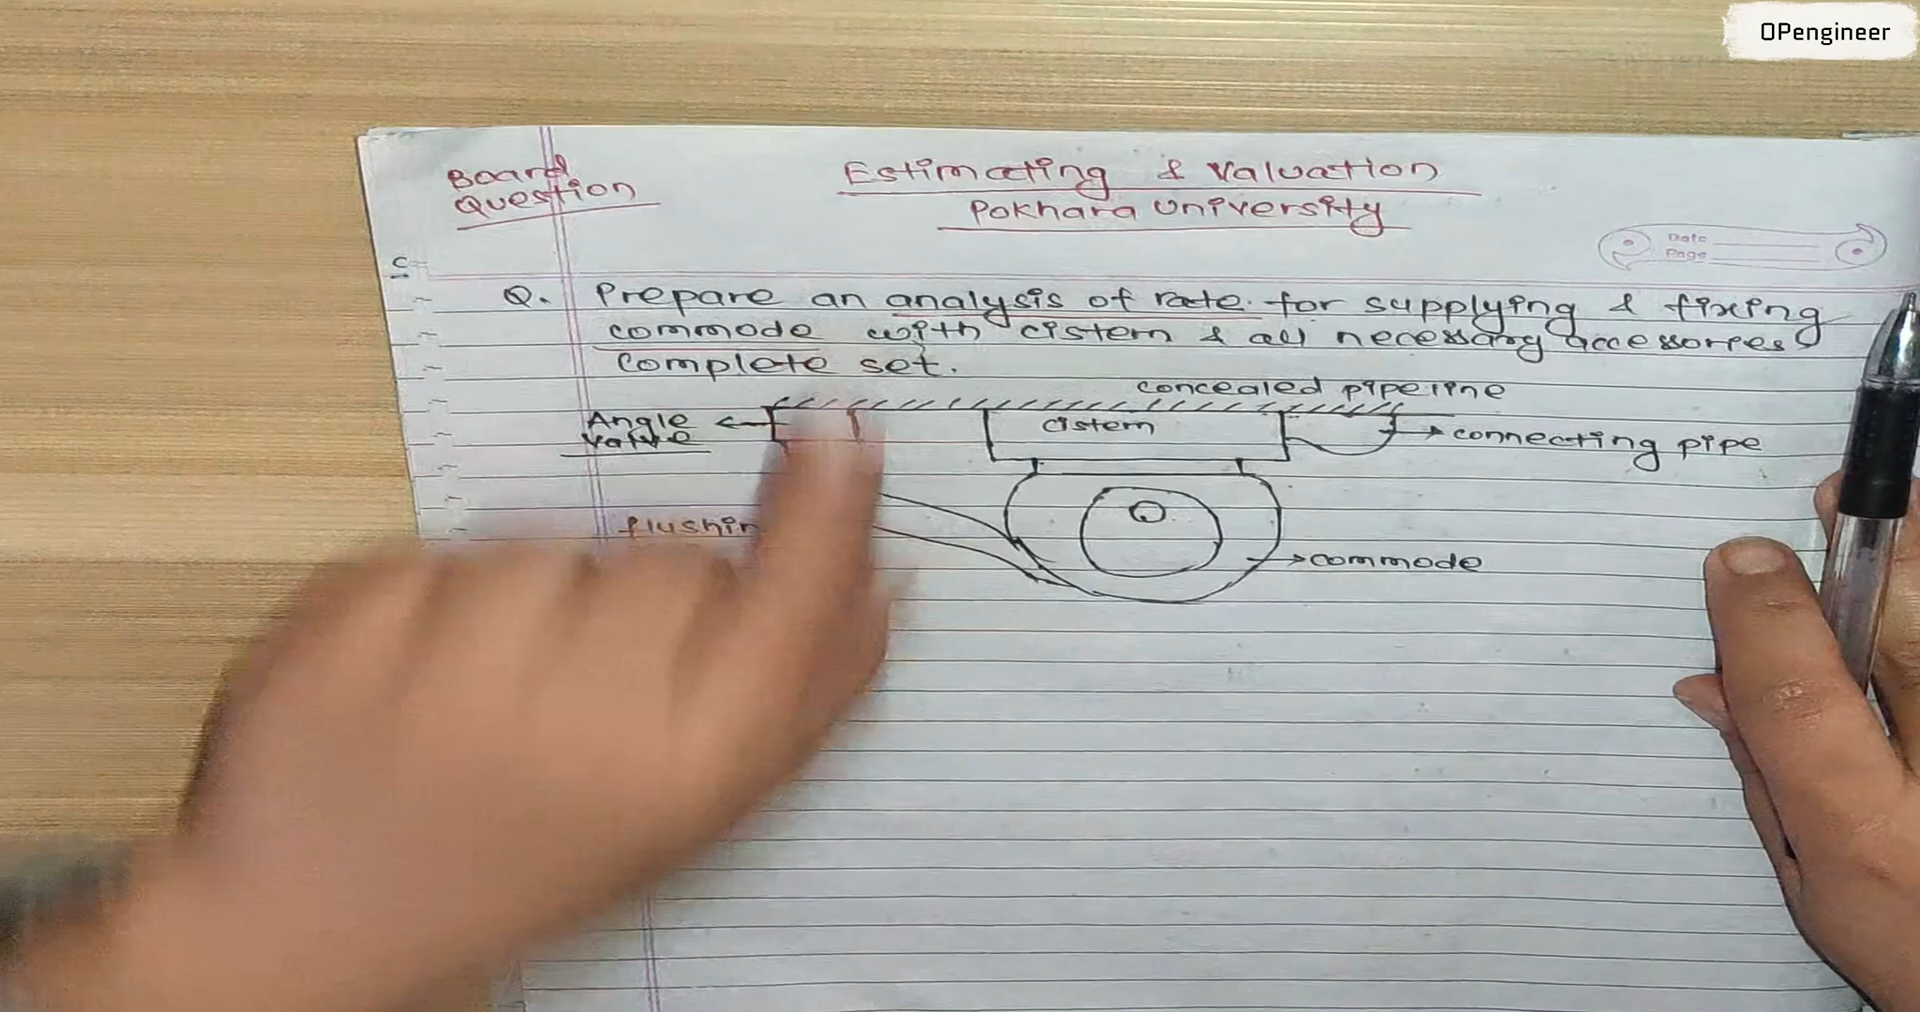 OPengineer
Board
Question
Estimating & Valuation
Pokhara University
Date
Page
C
Q. Prepare an analysis of rate for supplying & fixing
commode with cistern & all necessary accessories
complete set.
concealed pipeline
Angle
valve
cistern
connecting pipe
flushin
commode